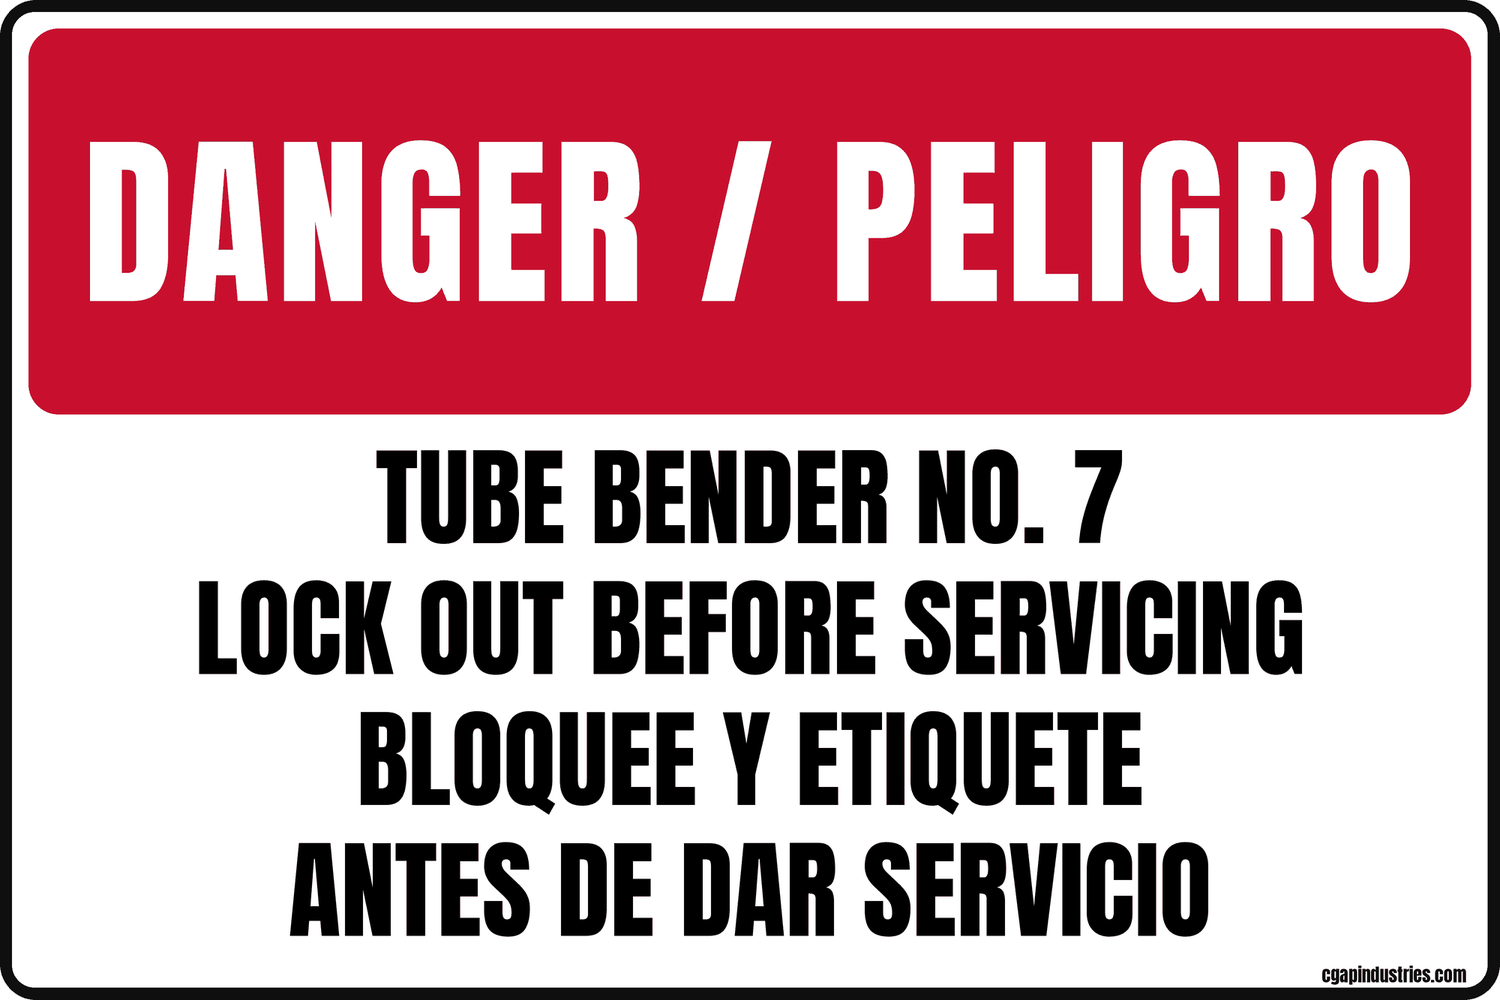 DANGER / PELIGRO
TUBE BENDER NO. 7
LOCK OUT BEFORE SERVICING
BLOQUEE Y ETIQUETE
ANTES DE DAR SERVICIO
cgapindustries.com